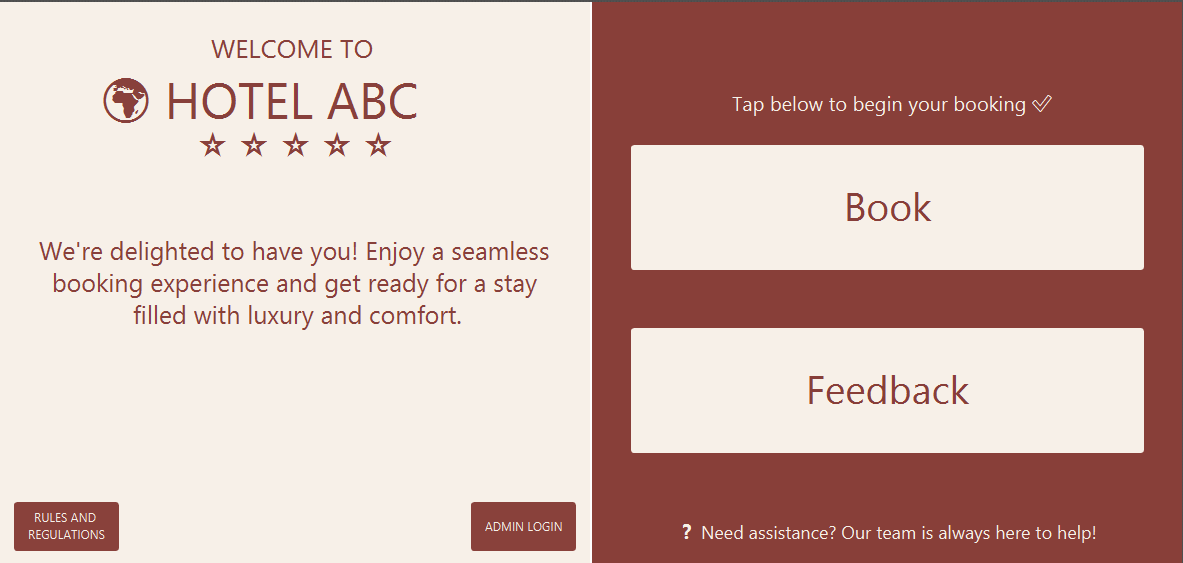 WELCOME TO
HOTEL ABC
We're delighted to have you! Enjoy a seamless
booking experience and get ready for a stay
filled with luxury and comfort.
RULES AND
REGULATIONS
ADMIN LOGIN
Tap below to begin your booking
Book
Feedback
? Need assistance? Our team is always here to help!